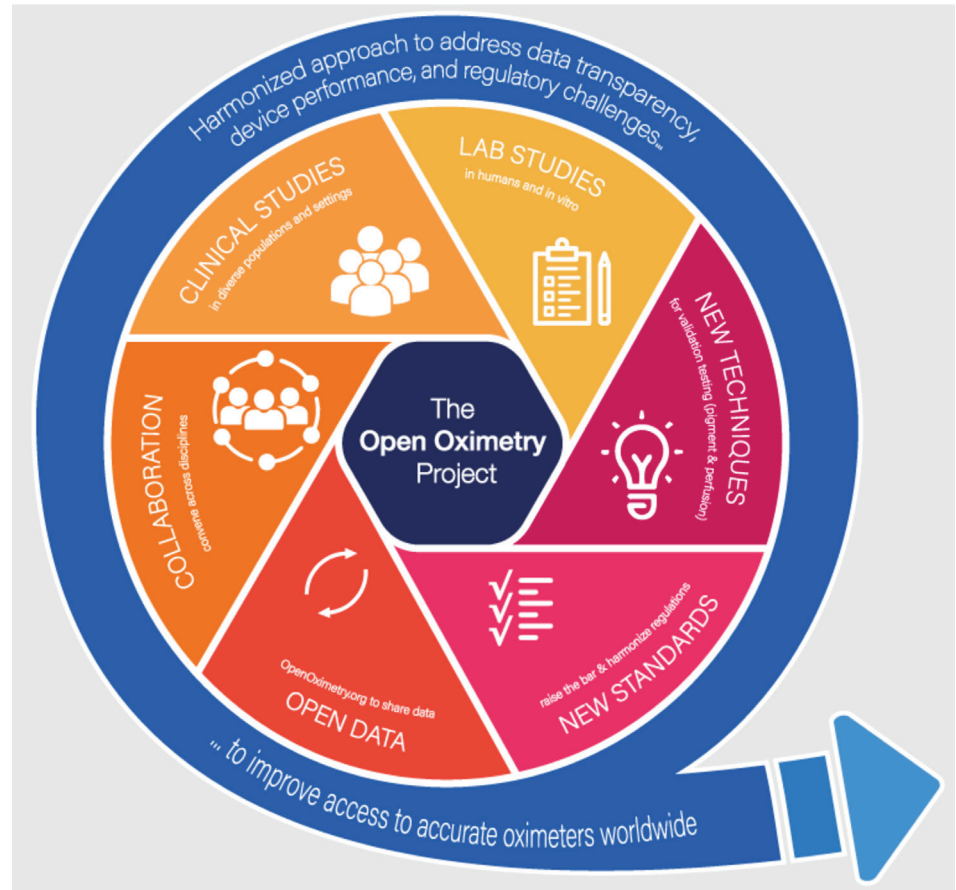 Harmonized approach to address data transparency,
device performance, and regulatory challenges...
LAB STUDIES
in humans and in vitro
NEW TECHNIQUES
for validation testing (pigment & perfusion)
raise the bar & harmonize regulations
NEW STANDARDS
OpenOximetry.org to share data
OPEN DATA
COLLABORATION
convene across disciplines
CLINICAL STUDIES
in diverse populations and settings
The
Open Oximetry
Project
... to improve access to accurate oximeters worldwide